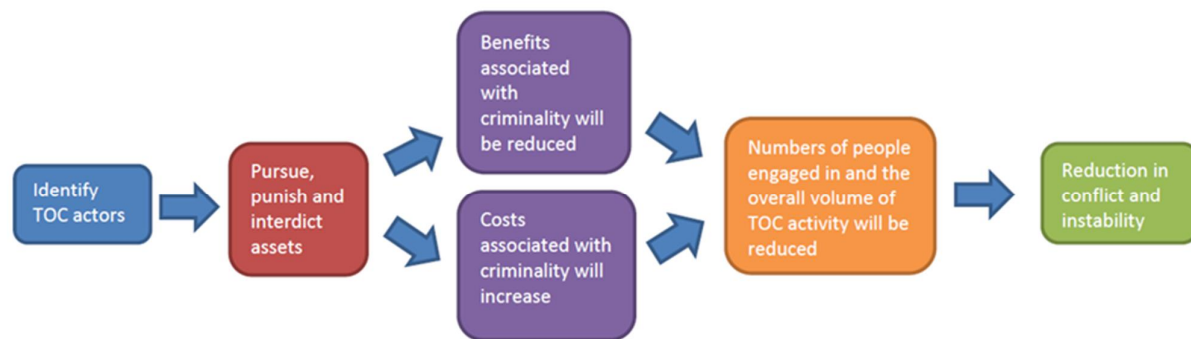 Identify
TOC actors
Pursue,
punish and
interdict
assets
Benefits
associated
with
criminality will
be reduced
Costs
associated with
criminality will
increase
Numbers of people
engaged in and the
overall volume of
TOC activity will be
reduced
Reduction in
conflict and
instability